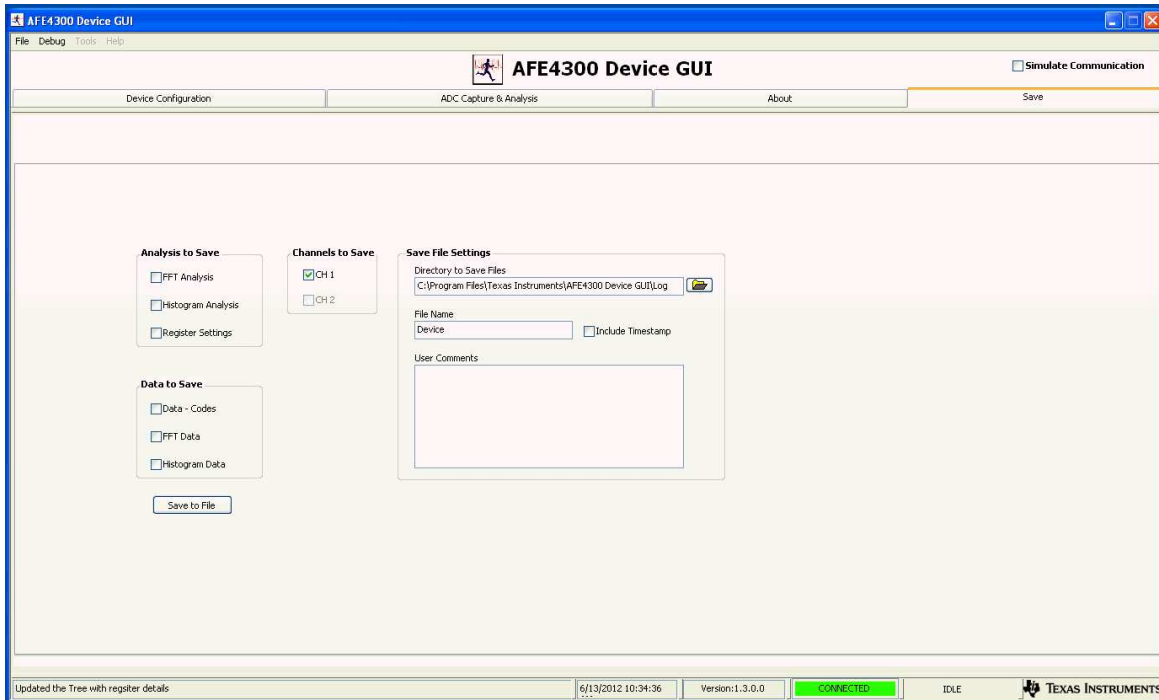 AFE4300 Device GUI
File Debug Tools Help
AFE4300 Device GUI
Simulate Communication
Device Configuration
ADC Capture & Analysis
About
Save
Analysis to Save
FFT Analysis
Histogram Analysis
Register Settings
Channels to Save
CH 1
CH 2
Save File Settings
Directory to Save Files
C:\Program Files\Texas Instruments\AFE4300 Device GUI\Log
File Name
Device
Include Timestamp
User Comments
Data to Save
Data - Codes
FFT Data
Histogram Data
Save to File
Updated the Tree with regsiter details
6/13/2012 10:34:36
Version:1.3.0.0
CONNECTED
IDLE
TEXAS INSTRUMENTS